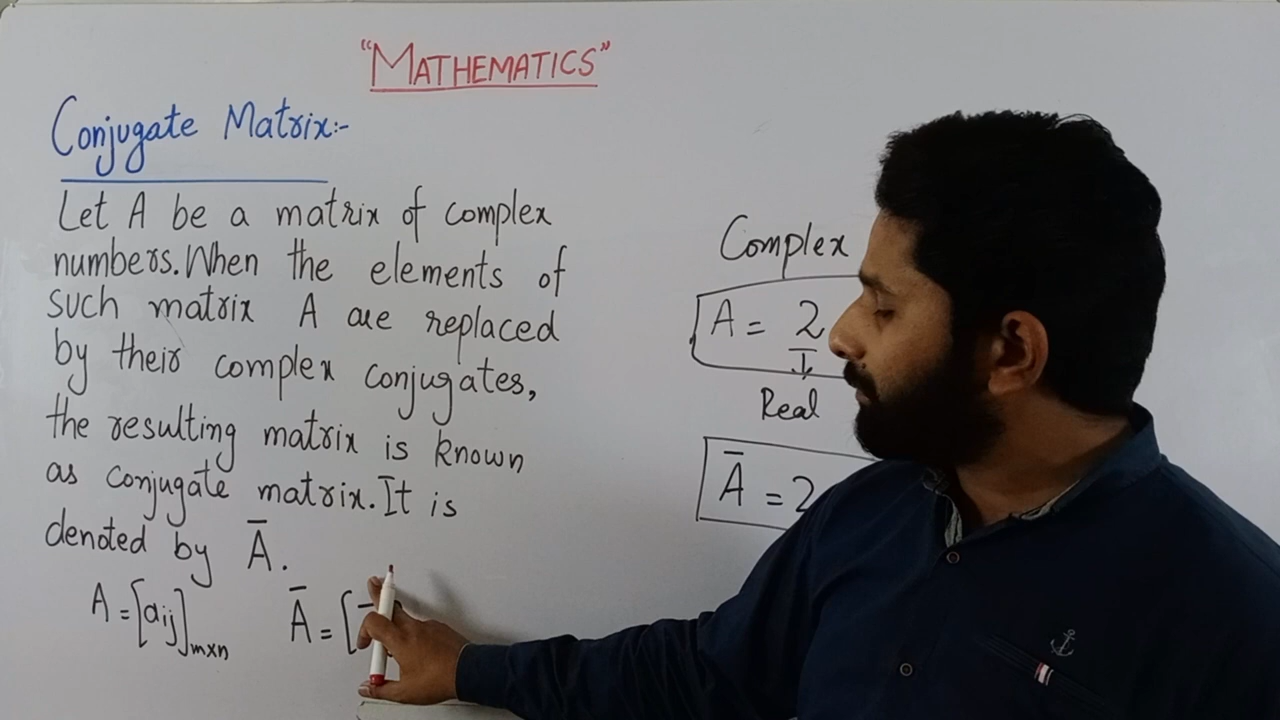 "MATHEMATICS"
Conjugate Matrix:-
Let A be a matrix of complex
numbers. When the elements of
such matrix A are replaced
by their complex conjugates,
the resulting matrix is known
as conjugate matrix. It is
denoted by Ā.
A = [aij]m×n Ā = [
Complex
A = 2
Real
Ā = 2